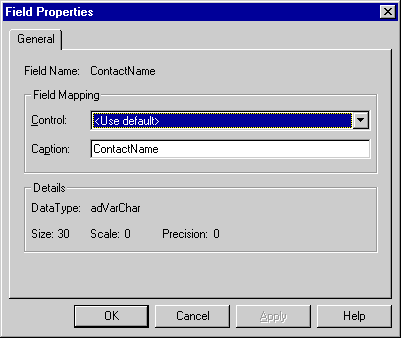 Field Properties
General
Field Name: ContactName
Field Mapping
Control: <Use default>
Caption: ContactName
Details
DataType: adVarChar
Size: 30 Scale: 0 Precision: 0
OK Cancel Apply Help